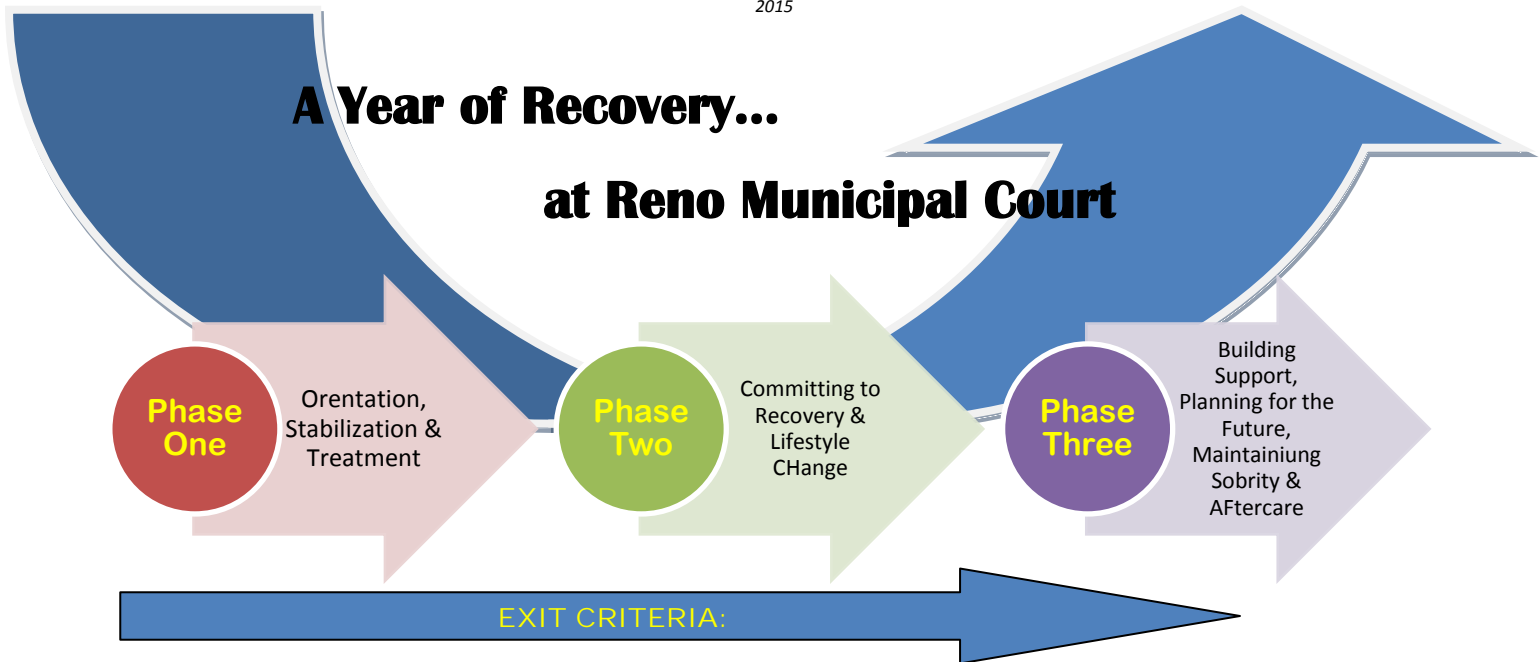 2015
A Year of Recovery...
at Reno Municipal Court
Phase
One
Orentation,
Stabilization &
Treatment
Phase
Two
Committing to
Recovery &
Lifestyle
CHange
Phase
Three
Building
Support,
Planning for the
Future,
Maintainiung
Sobrity &
AFtercare
EXIT CRITERIA: